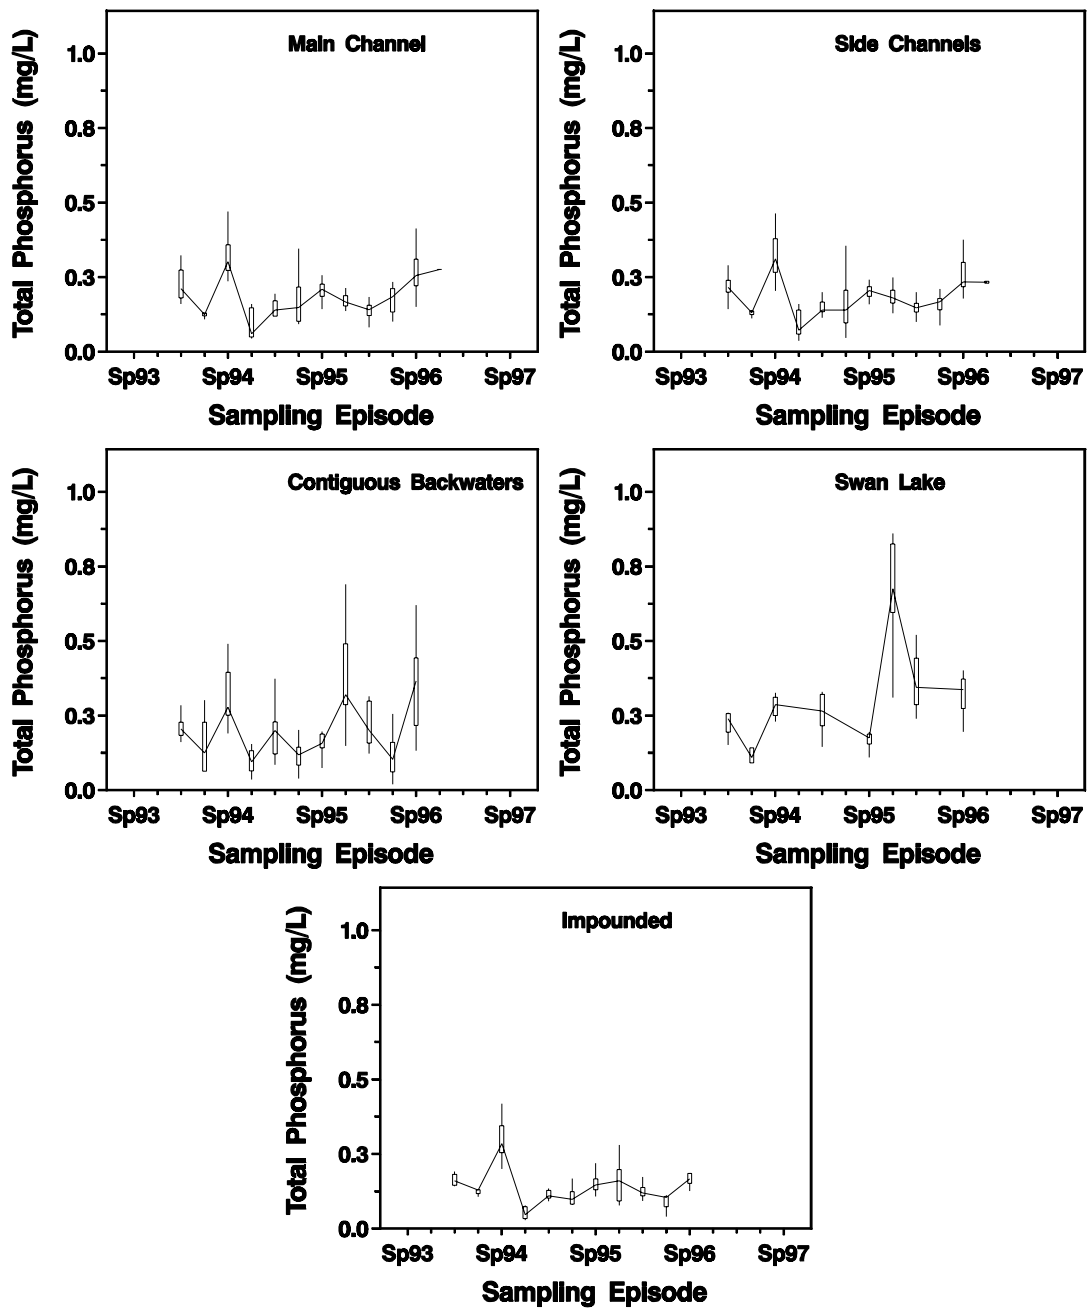 Main Channel
Total Phosphorus (mg/L)
1.0
0.8
0.5
0.3
0.0
Sp93 Sp94 Sp95 Sp96 Sp97
Sampling Episode
Side Channels
Total Phosphorus (mg/L)
1.0
0.8
0.5
0.3
0.0
Sp93 Sp94 Sp95 Sp96 Sp97
Sampling Episode
Contiguous Backwaters
Total Phosphorus (mg/L)
1.0
0.8
0.5
0.3
0.0
Sp93 Sp94 Sp95 Sp96 Sp97
Sampling Episode
Swan Lake
Total Phosphorus (mg/L)
1.0
0.8
0.5
0.3
0.0
Sp93 Sp94 Sp95 Sp96 Sp97
Sampling Episode
Impounded
Total Phosphorus (mg/L)
1.0
0.8
0.5
0.3
0.0
Sp93 Sp94 Sp95 Sp96 Sp97
Sampling Episode